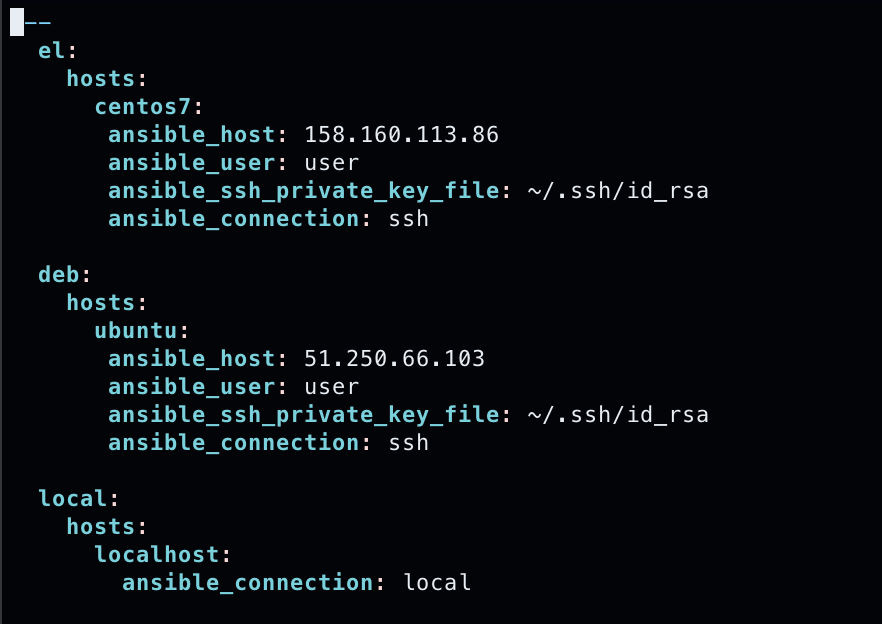 ---
  el:
    hosts:
      centos7:
       ansible_host: 158.160.113.86
       ansible_user: user
       ansible_ssh_private_key_file: ~/.ssh/id_rsa
       ansible_connection: ssh

  deb:
    hosts:
      ubuntu:
       ansible_host: 51.250.66.103
       ansible_user: user
       ansible_ssh_private_key_file: ~/.ssh/id_rsa
       ansible_connection: ssh

  local:
    hosts:
      localhost:
        ansible_connection: local